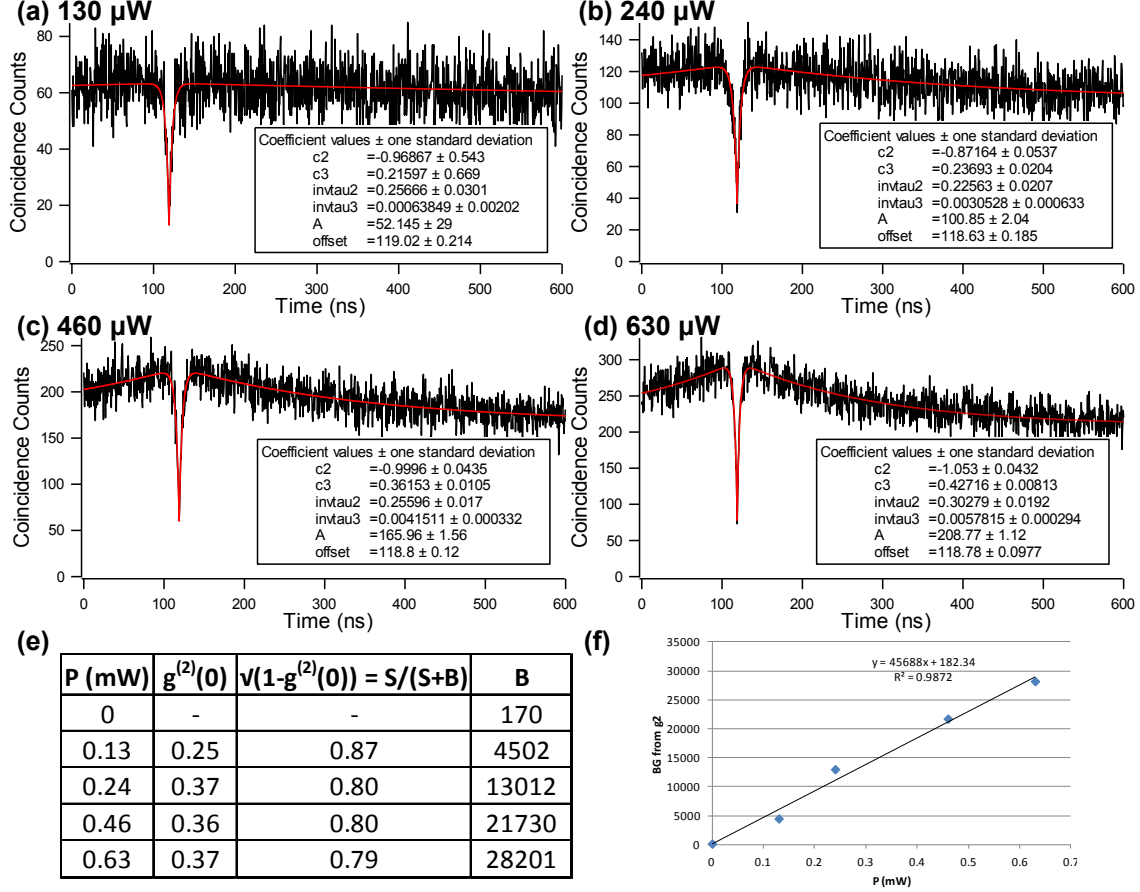 (a) 130 µW
Coincidence Counts
80
60
40
20
0
Coefficient values ± one standard deviation
c2 =-0.96867 ± 0.543
c3 =0.21597 ± 0.669
invtau2 =0.25666 ± 0.0301
invtau3 =0.00063849 ± 0.00202
A =52.145 ± 29
offset =119.02 ± 0.214
0 100 200 300 400 500 600
Time (ns)
(b) 240 µW
Coincidence Counts
140
120
100
80
60
40
20
0
Coefficient values ± one standard deviation
c2 =-0.87164 ± 0.0537
c3 =0.23693 ± 0.0204
invtau2 =0.22563 ± 0.0207
invtau3 =0.0030528 ± 0.000633
A =100.85 ± 2.04
offset =118.63 ± 0.185
0 100 200 300 400 500 600
Time (ns)
(c) 460 µW
Coincidence Counts
250
200
150
100
50
0
Coefficient values ± one standard deviation
c2 =-0.9996 ± 0.0435
c3 =0.36153 ± 0.0105
invtau2 =0.25596 ± 0.017
invtau3 =0.0041511 ± 0.000332
A =165.96 ± 1.56
offset =118.8 ± 0.12
0 100 200 300 400 500 600
Time (ns)
(d) 630 µW
Coincidence Counts
300
250
200
150
100
50
0
Coefficient values ± one standard deviation
c2 =-1.053 ± 0.0432
c3 =0.42716 ± 0.00813
invtau2 =0.30279 ± 0.0192
invtau3 =0.0057815 ± 0.000294
A =208.77 ± 1.12
offset =118.78 ± 0.0977
0 100 200 300 400 500 600
Time (ns)
(e)
P (mW) g(2)(0) √(1-g(2)(0)) = S/(S+B) B
0 - - 170
0.13 0.25 0.87 4502
0.24 0.37 0.80 13012
0.46 0.36 0.80 21730
0.63 0.37 0.79 28201
(f)
BG from g2
35000
30000
25000
20000
15000
10000
5000
0
y = 45688x + 182.34
R² = 0.9872
0 0.1 0.2 0.3 0.4 0.5 0.6 0.7
P (mW)